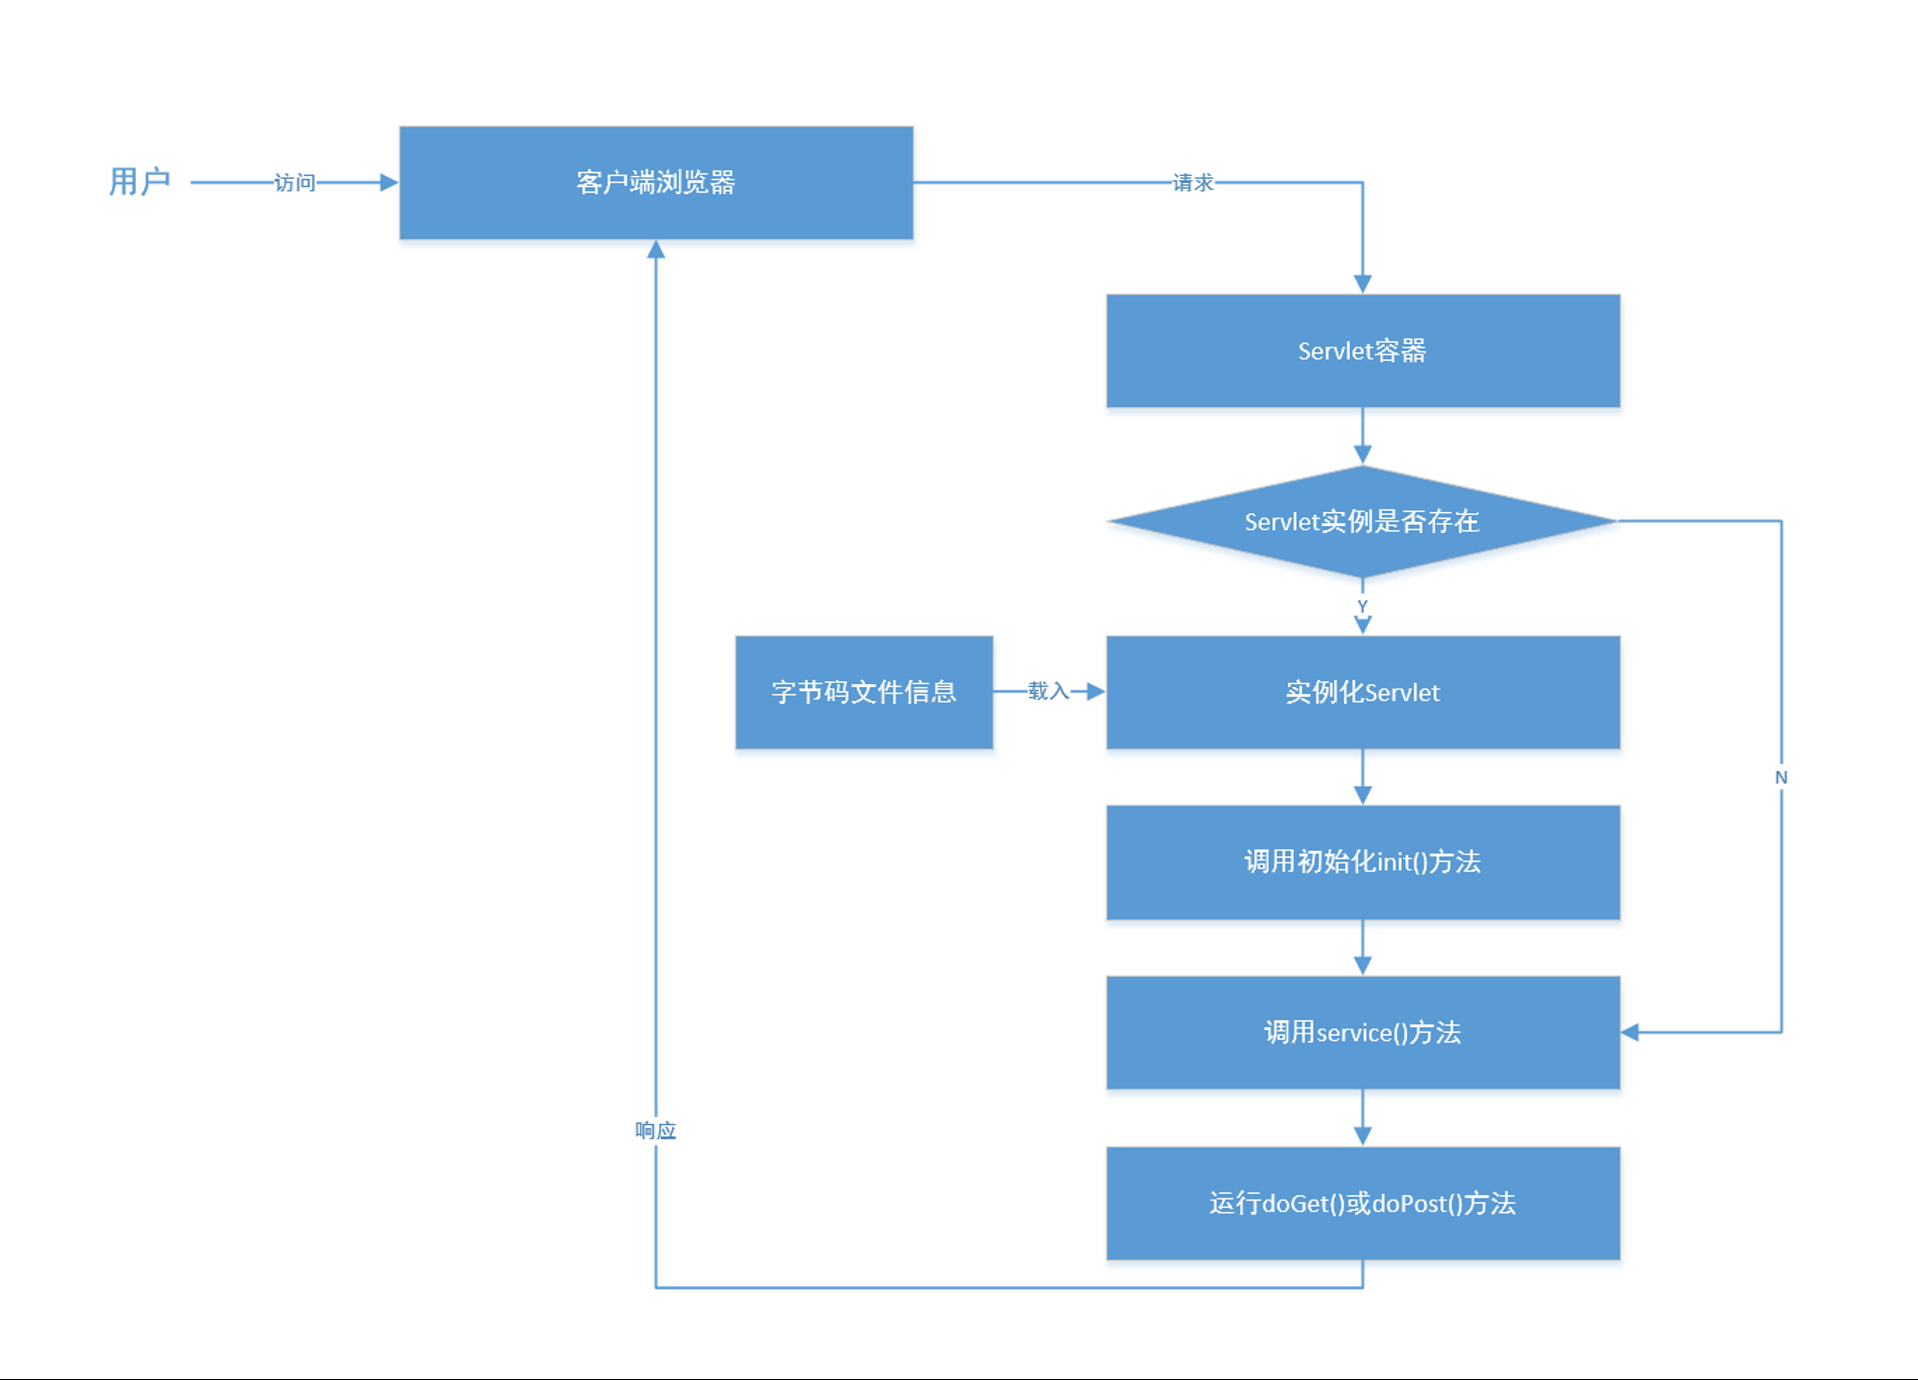 用户
访问
客户端浏览器
请求
Servlet容器
Servlet实例是否存在
Y
字节码文件信息
载入
实例化Servlet
N
调用初始化init()方法
调用service()方法
响应
运行doGet()或doPost()方法